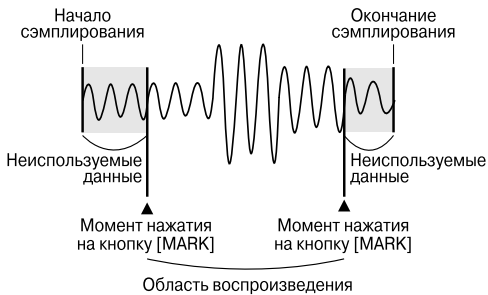 Начало
сэмплирования
Окончание
сэмплирования
Неиспользуемые
данные
Неиспользуемые
данные
Момент нажатия
на кнопку [MARK]
Момент нажатия
на кнопку [MARK]
Область воспроизведения